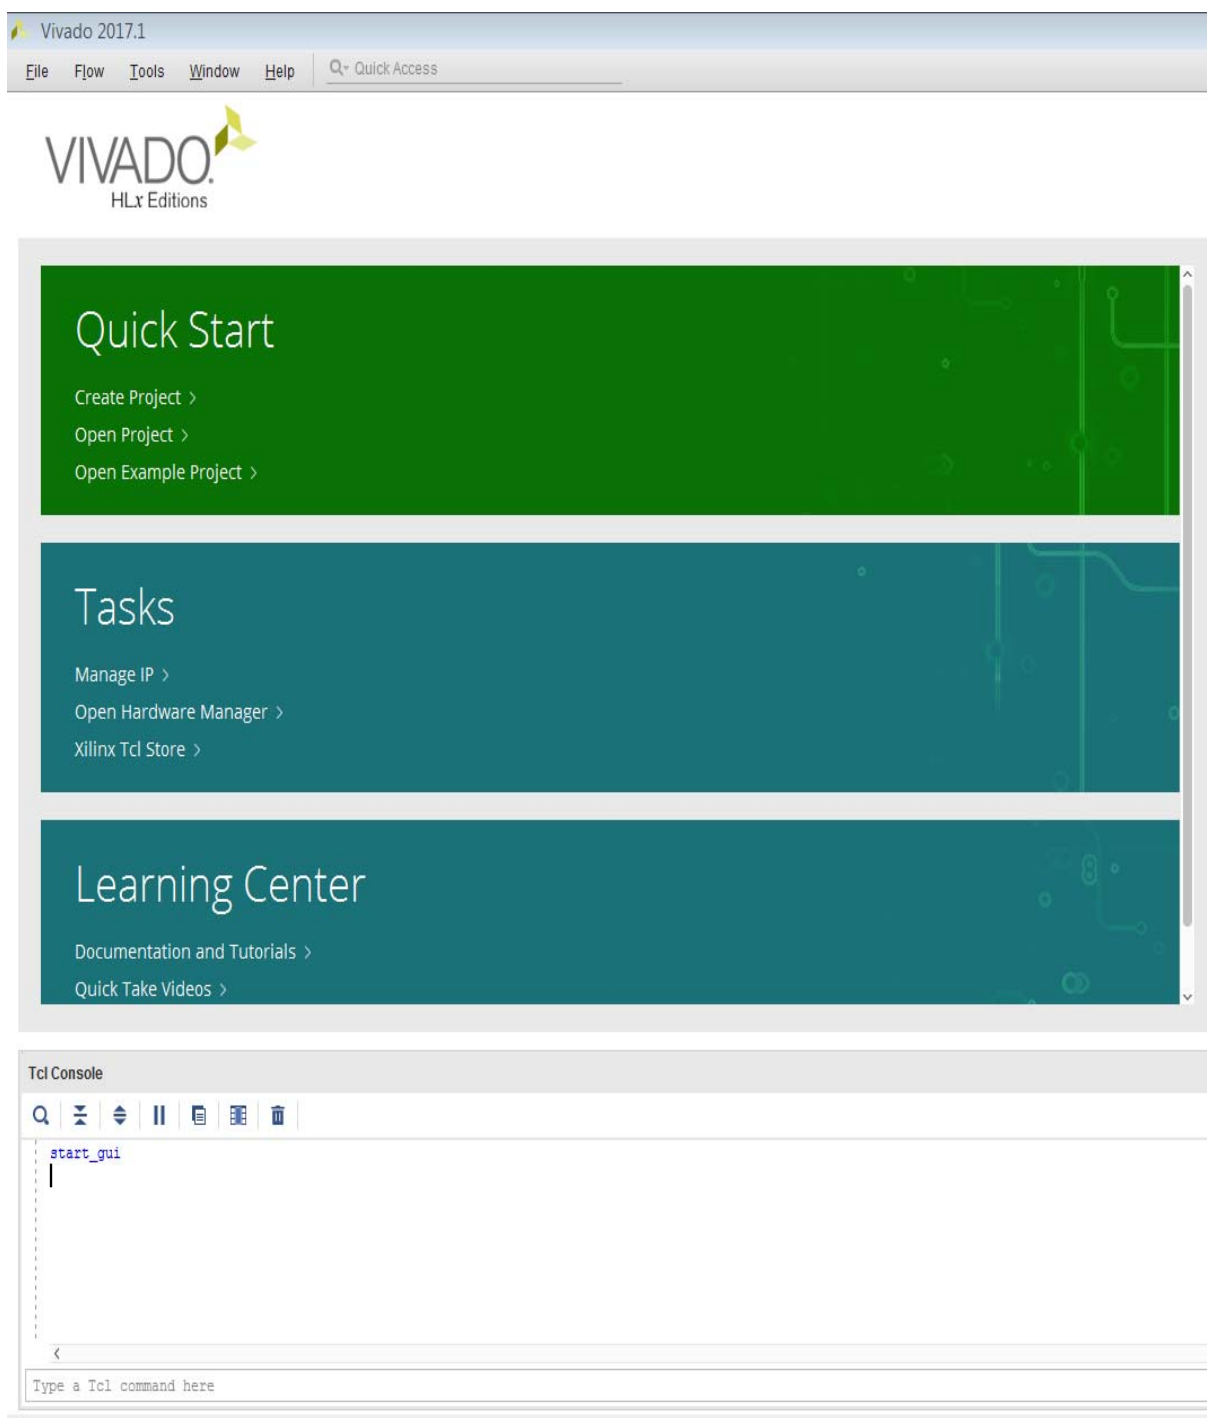 Vivado 2017.1
File Flow Tools Window Help Quick Access
VIVADO.
HLx Editions
Quick Start
Create Project >
Open Project >
Open Example Project >
Tasks
Manage IP >
Open Hardware Manager >
Xilinx Tcl Store >
Learning Center
Documentation and Tutorials >
Quick Take Videos >
Tcl Console
start_gui
Type a Tcl command here